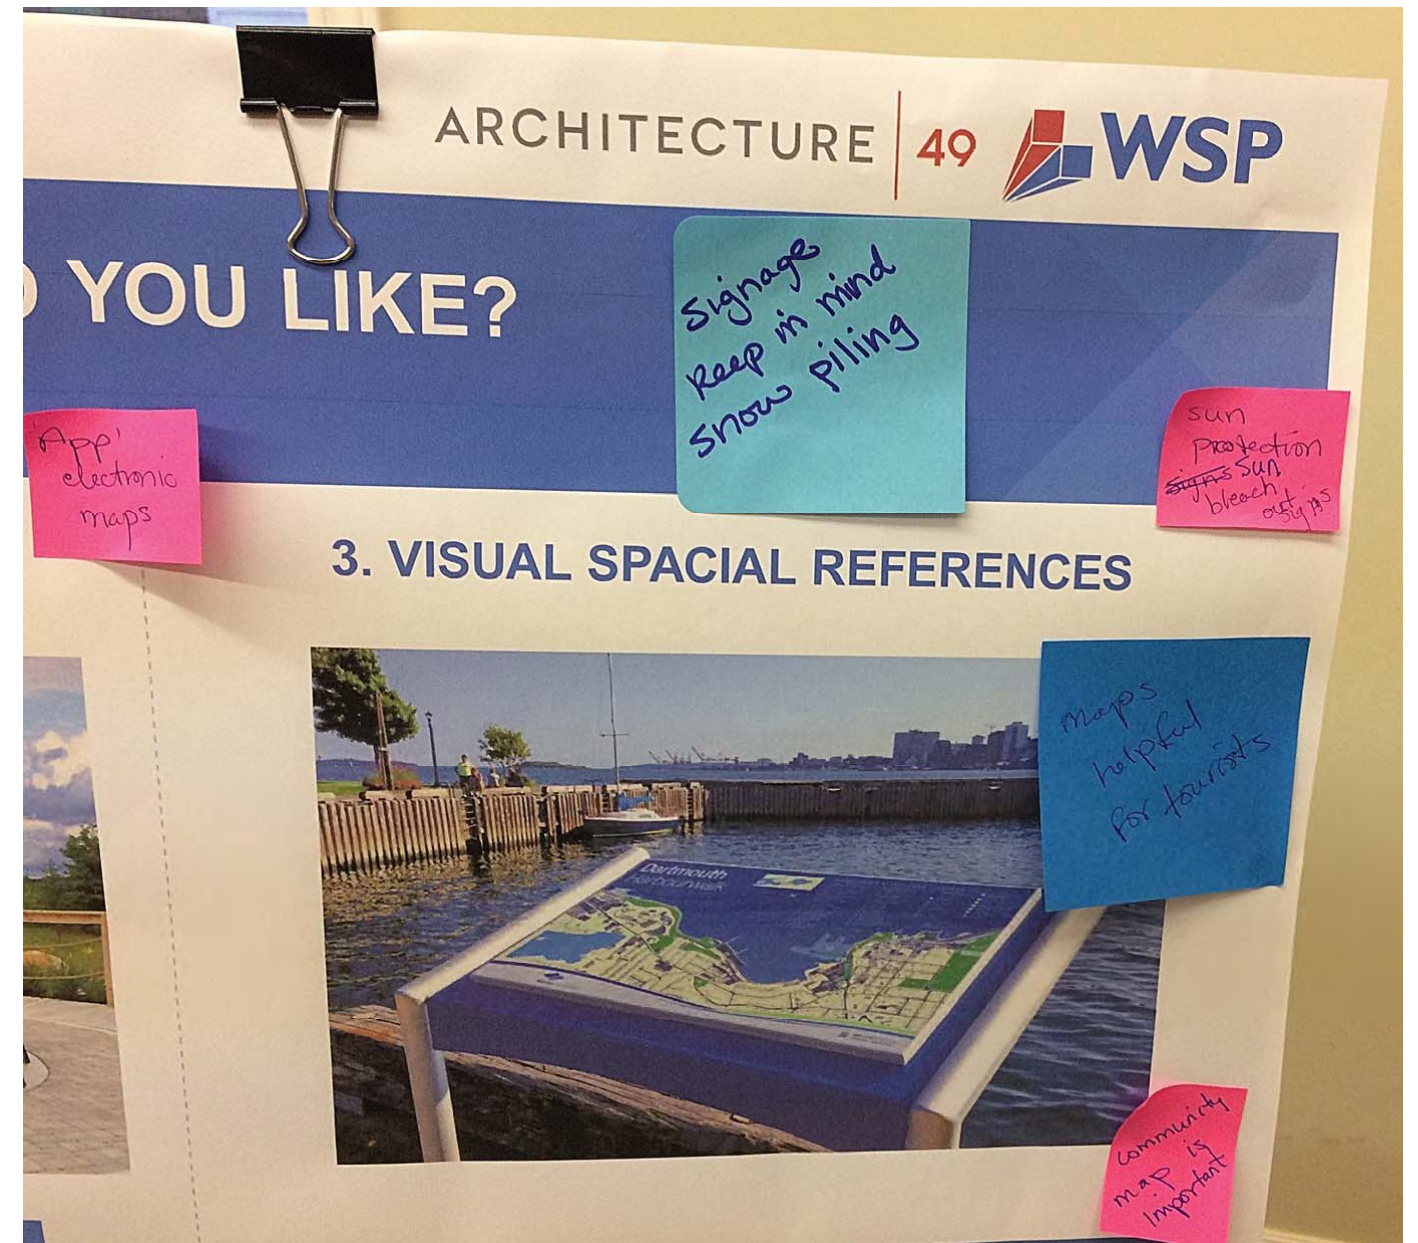 ARCHITECTURE 49 WSP
YOU LIKE?
Signage
keep in mind
snow piling
'App'
electronic
maps
sun
protection
signs sun
bleach
out signs
3. VISUAL SPACIAL REFERENCES
maps
helpful
for tourists
Dartmouth
Harbourwalk
community
map is
important